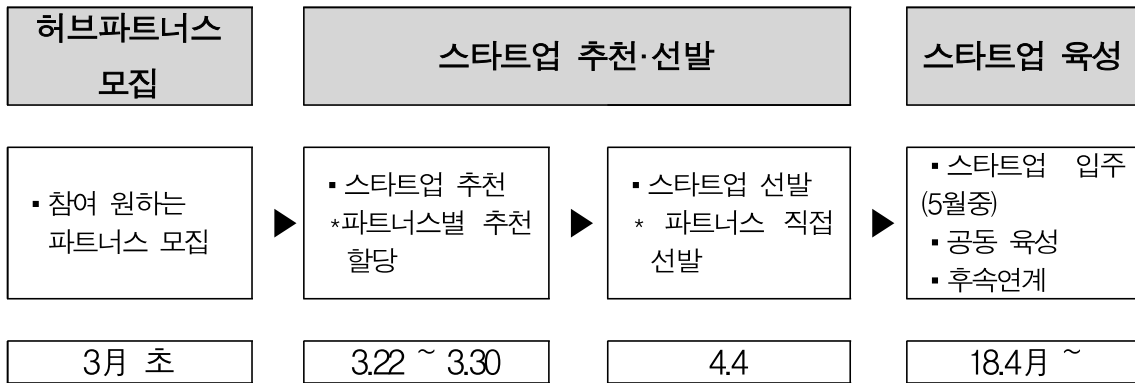 허브파트너스
모집
스타트업 추천·선발
스타트업 육성
▪ 참여 원하는
파트너스 모집
▪ 스타트업 추천
*파트너스별 추천
할당
▪ 스타트업 선발
* 파트너스 직접
선발
▪ 스타트업 입주
(5월중)
▪ 공동 육성
▪ 후속연계
3月 초
3.22 ~ 3.30
4.4
18.4月 ~